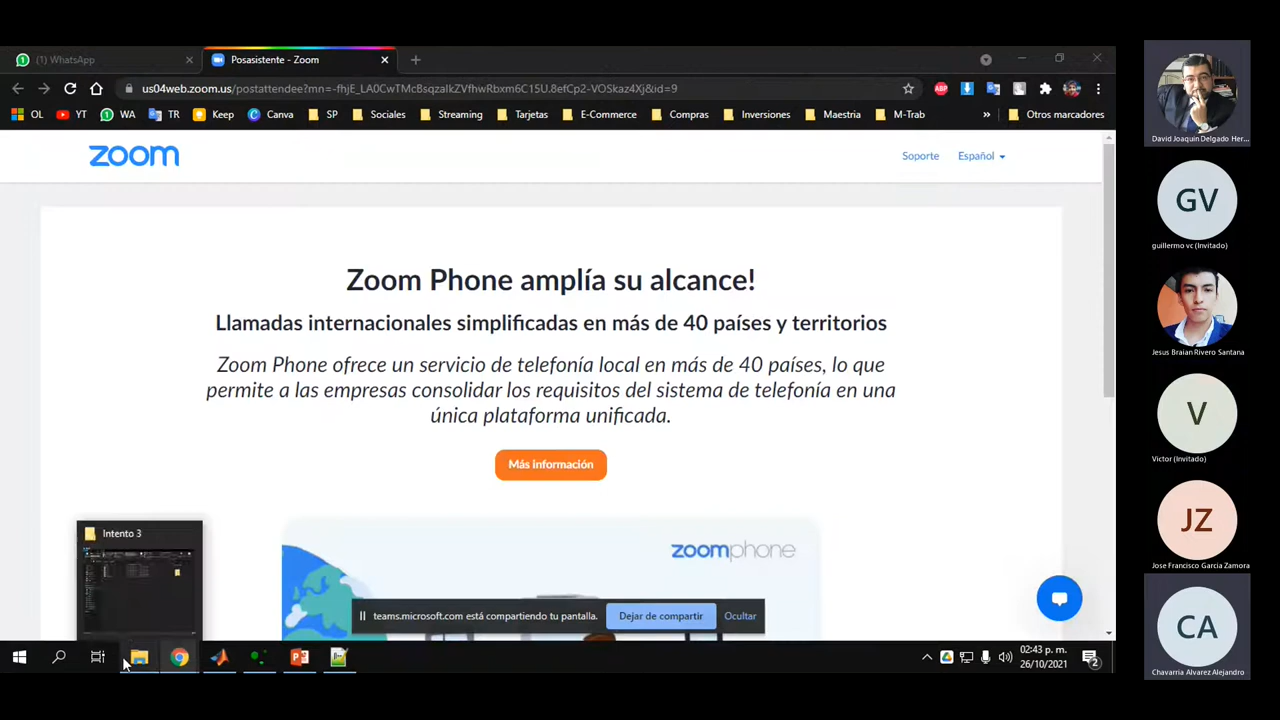 (1) WhatsApp
Posasistente - Zoom
us04web.zoom.us/postattendee?mn=-fhjE_LA0CwTMcBsqzaIkZVfhwRbxm6C15U.8efCp2-VOSkaz4Xj&id=9
ABP
OL
YT
WA
TR
Keep
Canva
SP
Sociales
Streaming
Tarjetas
E-Commerce
Compras
Inversiones
Maestria
M-Trab
»
Otros marcadores
zoom
Soporte
Español
Zoom Phone amplía su alcance!
Llamadas internacionales simplificadas en más de 40 países y territorios
Zoom Phone ofrece un servicio de telefonía local en más de 40 países, lo que
permite a las empresas consolidar los requisitos del sistema de telefonía en una
única plataforma unificada.
Más información
Intento 3
zoomphone
teams.microsoft.com está compartiendo tu pantalla.
Dejar de compartir
Ocultar
02:43 p. m.
26/10/2021
2
David Joaquin Delgado Her...
GV
guillermo vc (Invitado)
Jesus Braian Rivero Santana
V
Victor (Invitado)
JZ
Jose Francisco Garcia Zamora
CA
Chavarria Alvarez Alejandro